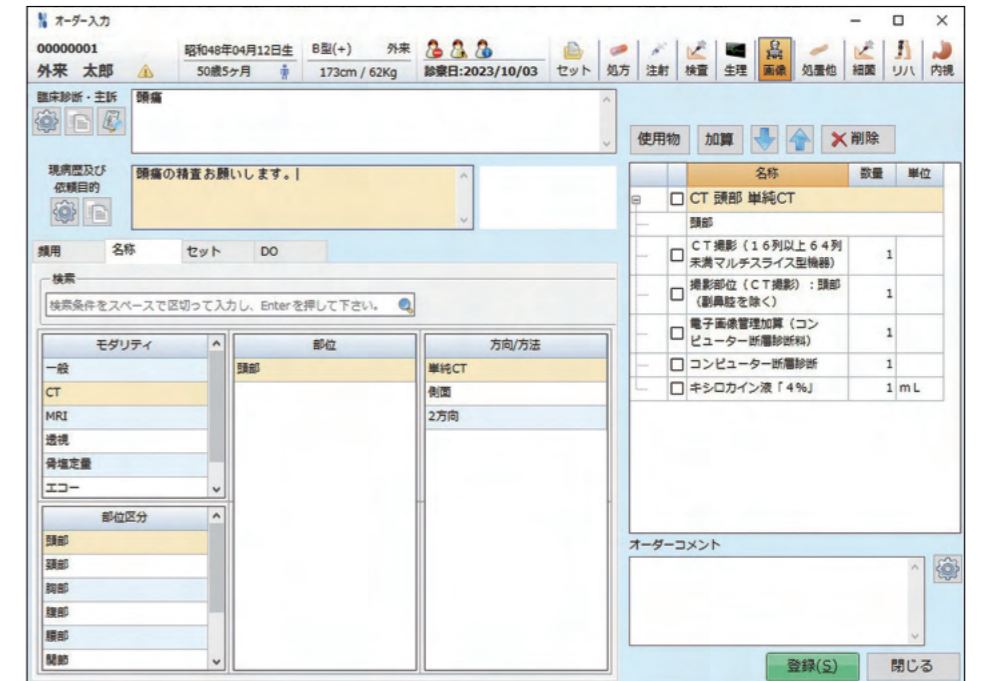 オーダー入力
00000001 昭和48年04月12日生 B型(+) 外来
外来 太郎 50歳5ヶ月 173cm / 62Kg 診察日:2023/10/03
セット 処方 注射 検査 生理 画像 処置他 細菌 リハ 内視
臨床診断・主訴
頭痛
現病歴及び
依頼目的
頭痛の精査お願いします。
頻用 名称 セット DO
検索
検索条件をスペースで区切って入力し、Enterを押して下さい。
モダリティ
一般
CT
MRI
透視
骨塩定量
エコー
部位区分
頭部
頚部
胸部
腹部
腰部
関節
部位
頭部
方向/方法
単純CT
側面
2方向
使用物 加算 削除
名称 数量 単位
CT 頭部 単純CT
頭部
CT撮影(16列以上64列
未満マルチスライス型機器) 1
撮影部位(CT撮影):頭部
(副鼻腔を除く) 1
電子画像管理加算(コン
ピューター断層診断料) 1
コンピューター断層診断 1
キシロカイン液「4%」 1 mL
オーダーコメント
登録(S) 閉じる